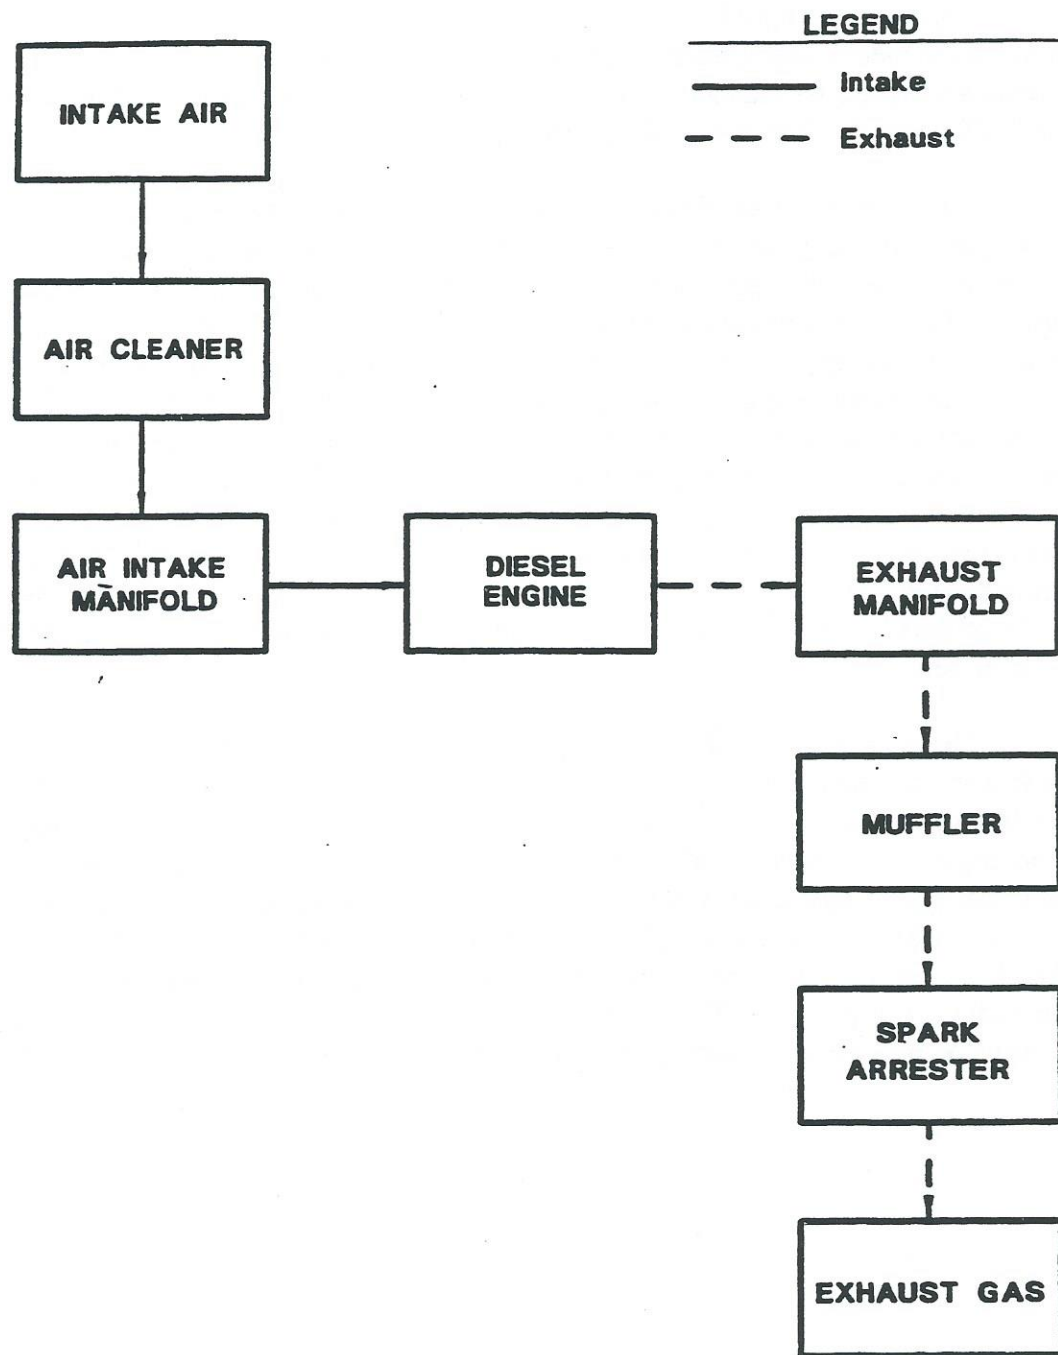 LEGEND
Intake
Exhaust
INTAKE AIR
AIR CLEANER
AIR INTAKE
MANIFOLD
DIESEL
ENGINE
EXHAUST
MANIFOLD
MUFFLER
SPARK
ARRESTER
EXHAUST GAS